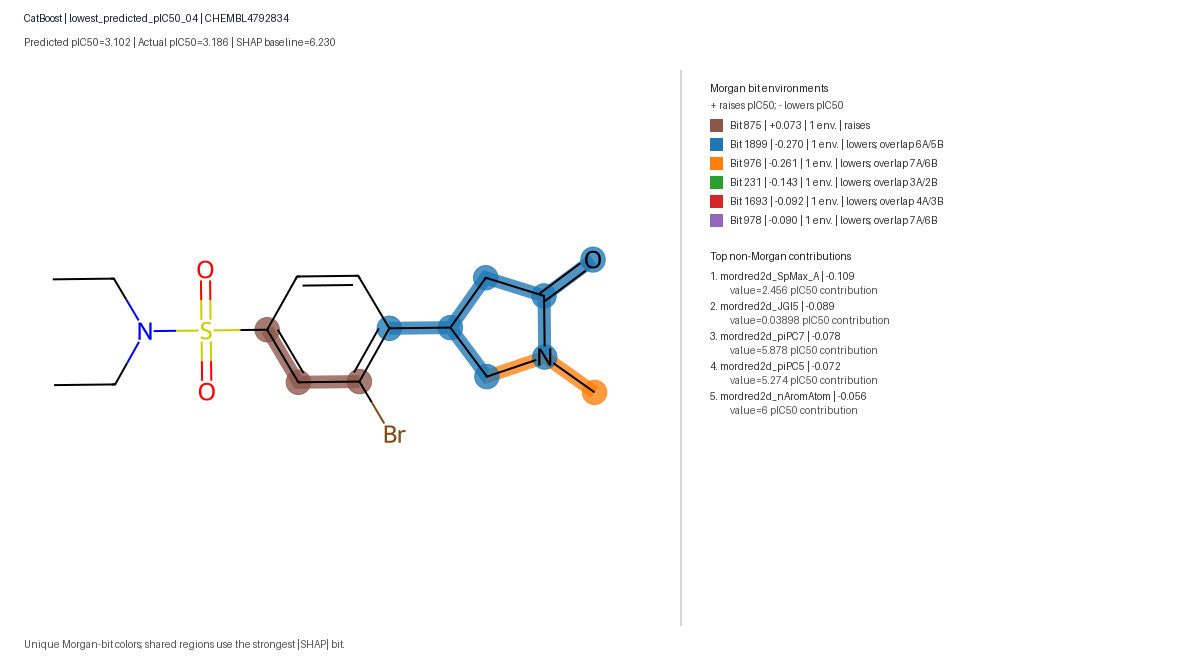 CatBoost | lowest_predicted_pIC50_04 | CHEMBL4792834
Predicted pIC50=3.102 | Actual pIC50=3.186 | SHAP baseline=6.230
Morgan bit environments
+ raises pIC50; - lowers pIC50
Bit 875 | +0.073 | 1 env. | raises
Bit 1899 | -0.270 | 1 env. | lowers; overlap 6A/5B
Bit 976 | -0.261 | 1 env. | lowers; overlap 7A/6B
Bit 231 | -0.143 | 1 env. | lowers; overlap 3A/2B
Bit 1693 | -0.092 | 1 env. | lowers; overlap 4A/3B
Bit 978 | -0.090 | 1 env. | lowers; overlap 7A/6B
Top non-Morgan contributions
1. mordred2d_SpMax_A | -0.109
value=2.456 pIC50 contribution
2. mordred2d_JGI5 | -0.089
value=0.03898 pIC50 contribution
3. mordred2d_piPC7 | -0.078
value=5.878 pIC50 contribution
4. mordred2d_piPC5 | -0.072
value=5.274 pIC50 contribution
5. mordred2d_nAromAtom | -0.056
value=6 pIC50 contribution
O
O
N
S
N
O
Br
Unique Morgan-bit colors; shared regions use the strongest |SHAP| bit.